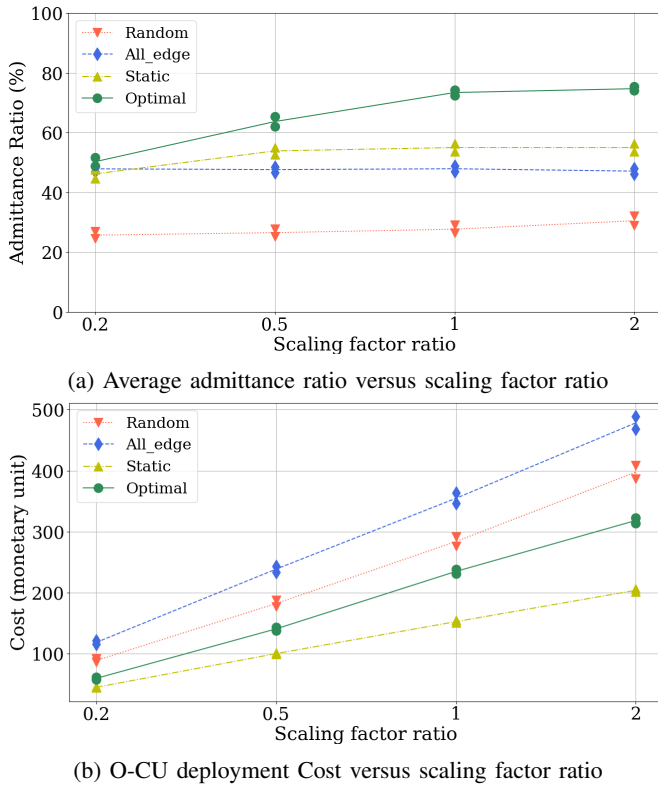 100
80
60
40
20
0
Admittance Ratio (%)
Random
All_edge
Static
Optimal
0.2 0.5 1 2
Scaling factor ratio
(a) Average admittance ratio versus scaling factor ratio
500
400
300
200
100
Cost (monetary unit)
Random
All_edge
Static
Optimal
0.2 0.5 1 2
Scaling factor ratio
(b) O-CU deployment Cost versus scaling factor ratio